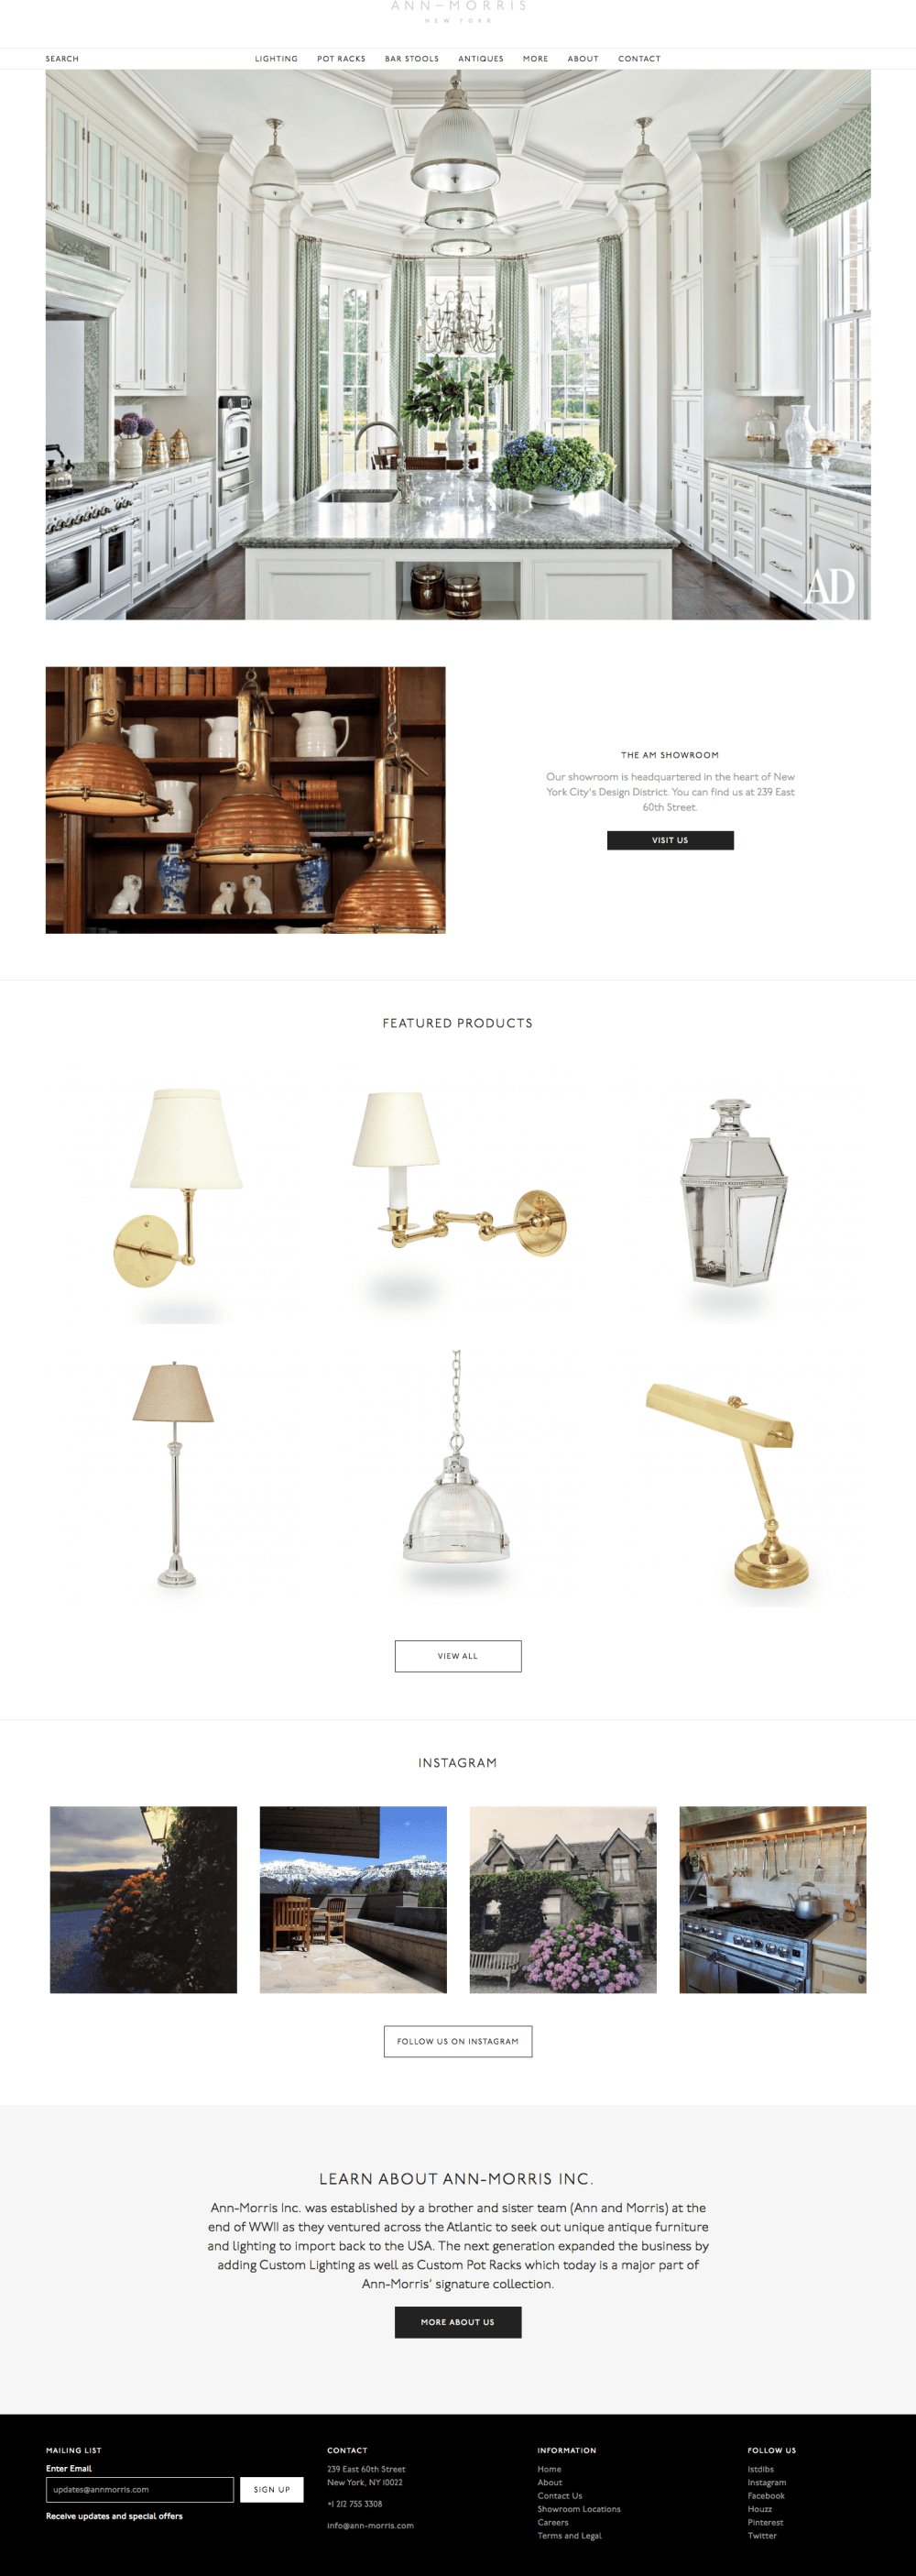 ANN-MORRIS
NEW YORK
SEARCH LIGHTING POT RACKS BAR STOOLS ANTIQUES MORE ABOUT CONTACT
AD
THE AM SHOWROOM
Our showroom is headquartered in the heart of New
York City's Design District. You can find us at 239 East
60th Street.
VISIT US
FEATURED PRODUCTS
VIEW ALL
INSTAGRAM
FOLLOW US ON INSTAGRAM
LEARN ABOUT ANN-MORRIS INC.
Ann-Morris Inc. was established by a brother and sister team (Ann and Morris) at the
end of WWII as they ventured across the Atlantic to seek out unique antique furniture
and lighting to import back to the USA. The next generation expanded the business by
adding Custom Lighting as well as Custom Pot Racks which today is a major part of
Ann-Morris' signature collection.
MORE ABOUT US
MAILING LIST
Enter Email
updates@annmorris.com SIGN UP
Receive updates and special offers
CONTACT
239 East 60th Street
New York, NY 10022
+1 212 755 3308
info@ann-morris.com
INFORMATION
Home
About
Contact Us
Showroom Locations
Careers
Terms and Legal
FOLLOW US
1stdibs
Instagram
Facebook
Houzz
Pinterest
Twitter